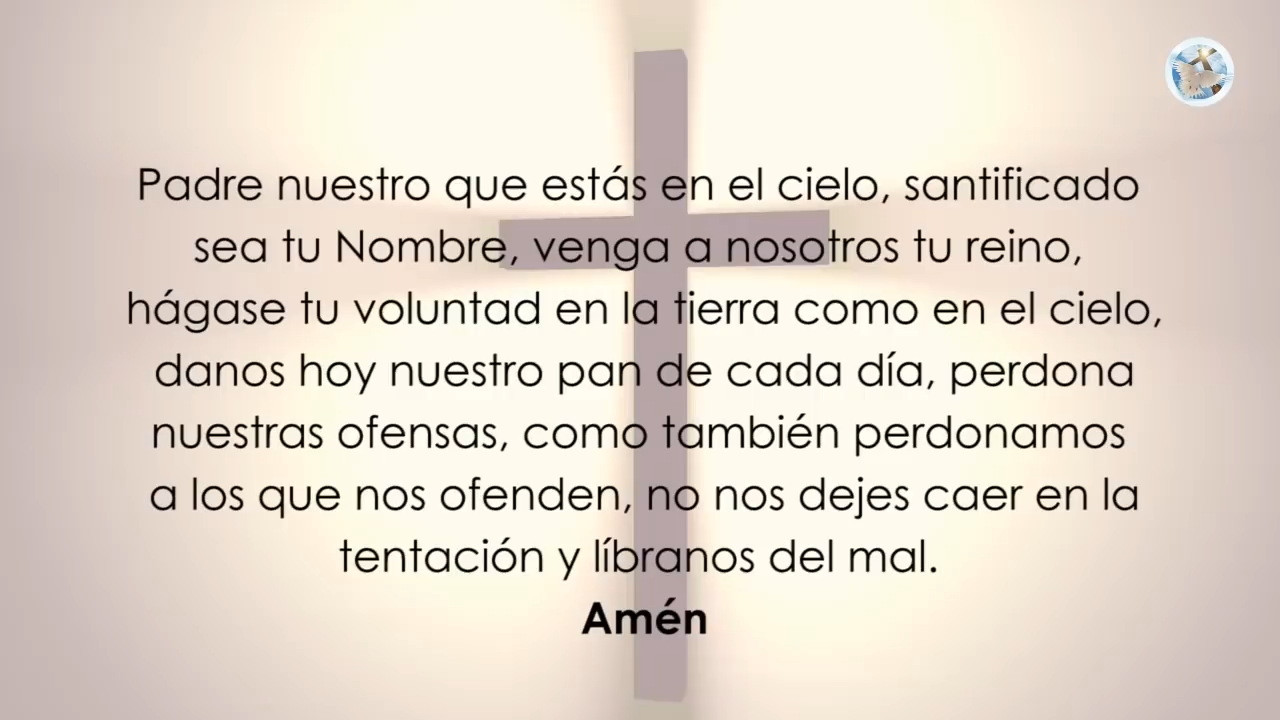 Padre nuestro que estás en el cielo, santificado
sea tu Nombre, venga a nosotros tu reino,
hágase tu voluntad en la tierra como en el cielo,
danos hoy nuestro pan de cada día, perdona
nuestras ofensas, como también perdonamos
a los que nos ofenden, no nos dejes caer en la
tentación y líbranos del mal.
Amén